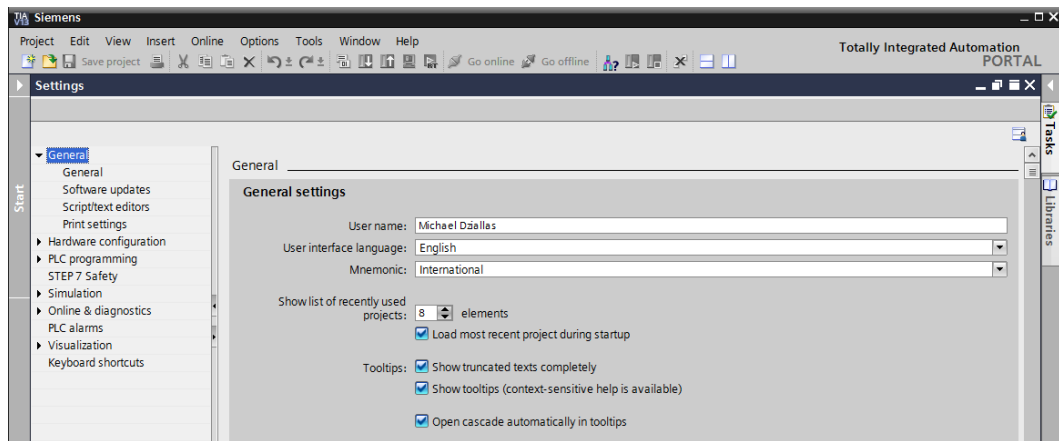 Siemens
Project Edit View Insert Online Options Tools Window Help
Totally Integrated Automation
PORTAL
Save project Go online Go offline
Settings
Start
General
General
Software updates
Script/text editors
Print settings
Hardware configuration
PLC programming
STEP 7 Safety
Simulation
Online & diagnostics
PLC alarms
Visualization
Keyboard shortcuts
General
General settings
User name: Michael Dziallas
User interface language: English
Mnemonic: International
Show list of recently used
projects: 8 elements
Load most recent project during startup
Tooltips: Show truncated texts completely
Show tooltips (context-sensitive help is available)
Open cascade automatically in tooltips
Tasks
Libraries